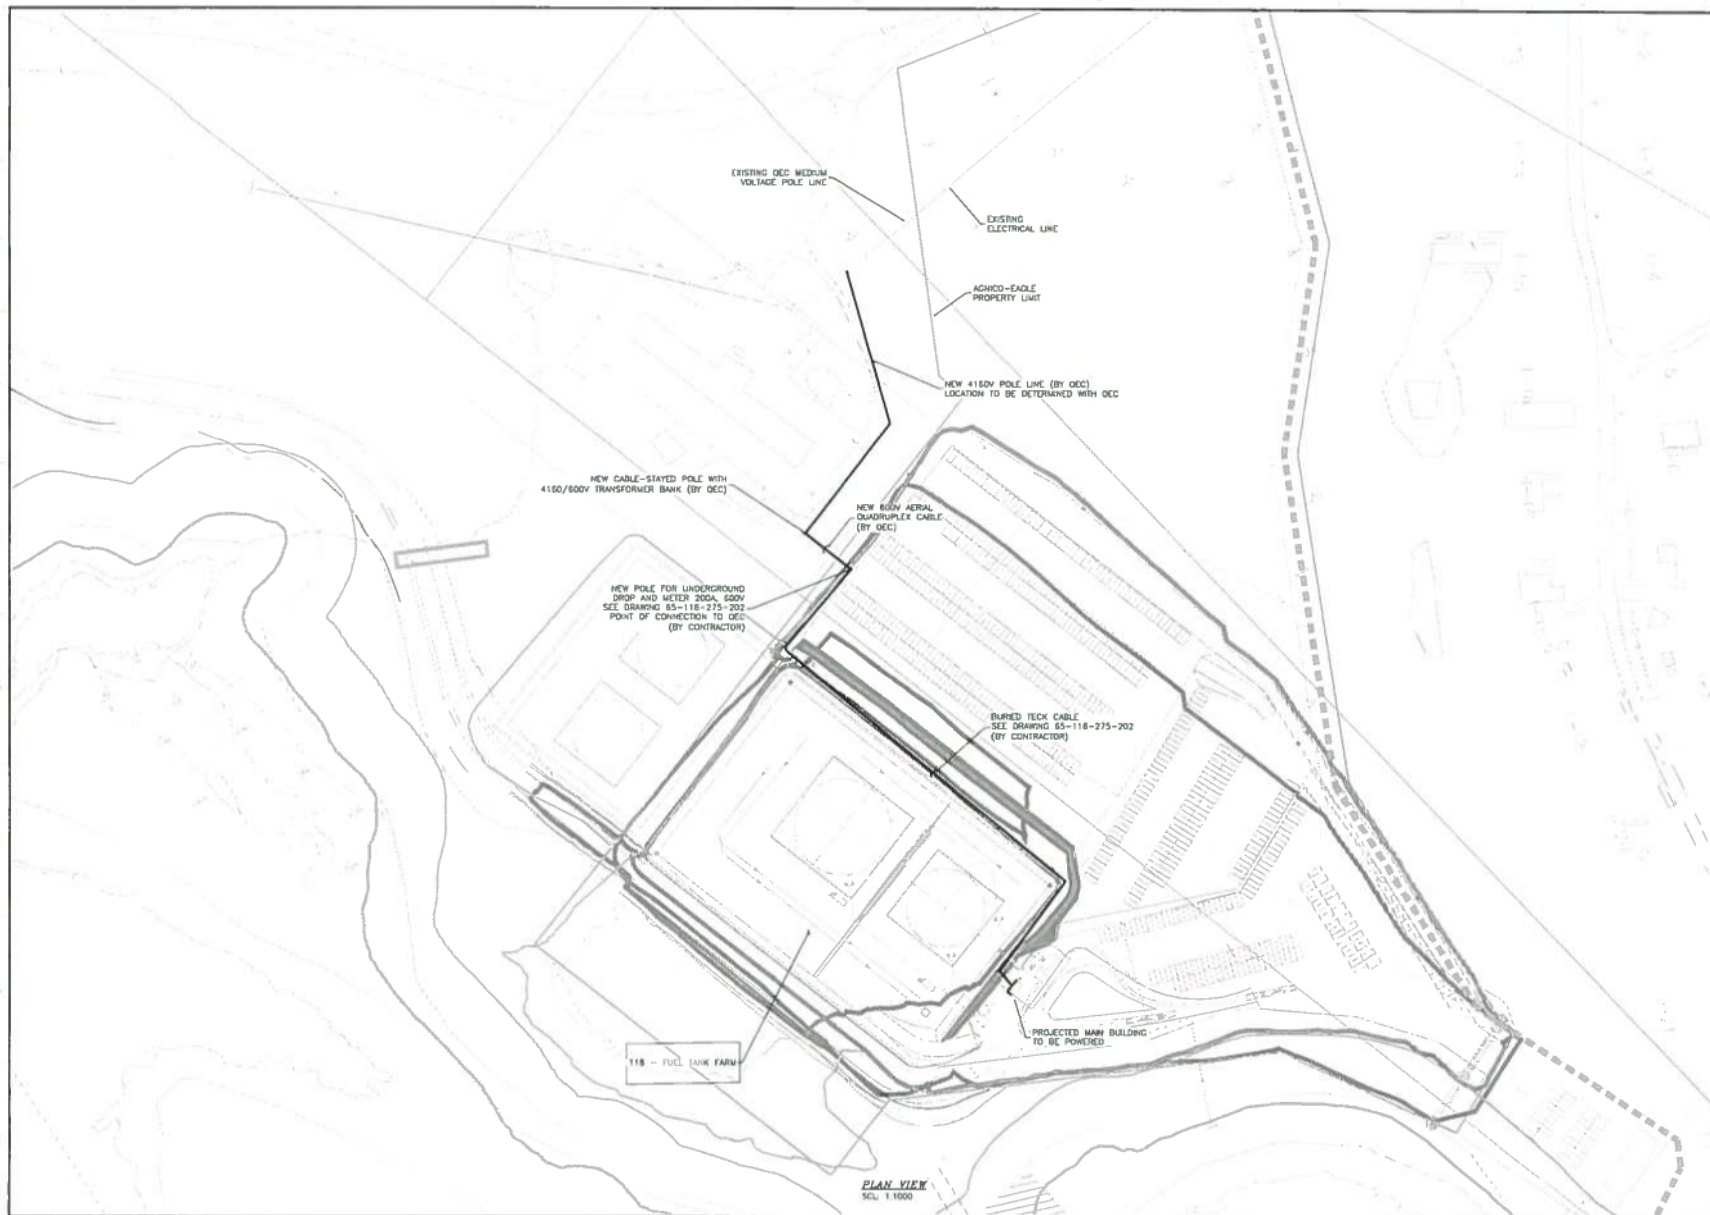 EXISTING QEC MEDIUM
VOLTAGE POLE LINE
EXISTING
ELECTRICAL LINE
AGNICO-EAGLE
PROPERTY LIMIT
NEW 4160V POLE LINE (BY QEC)
LOCATION TO BE DETERMINED WITH QEC
NEW CABLE-STAYED POLE WITH
4160/600V TRANSFORMER BANK (BY QEC)
NEW 600V AERIAL
QUADRUPLEX CABLE
(BY QEC)
NEW POLE FOR UNDERGROUND
DROP AND METER 200A, 600V
SEE DRAWING 65-116-275-202
POINT OF CONNECTION TO QEC
(BY CONTRACTOR)
BURIED TECK CABLE
SEE DRAWING 65-116-275-202
(BY CONTRACTOR)
PROJECTED MAIN BUILDING
TO BE POWERED
116 - FUEL TANK FARM
PLAN VIEW
SCL: 1:1000